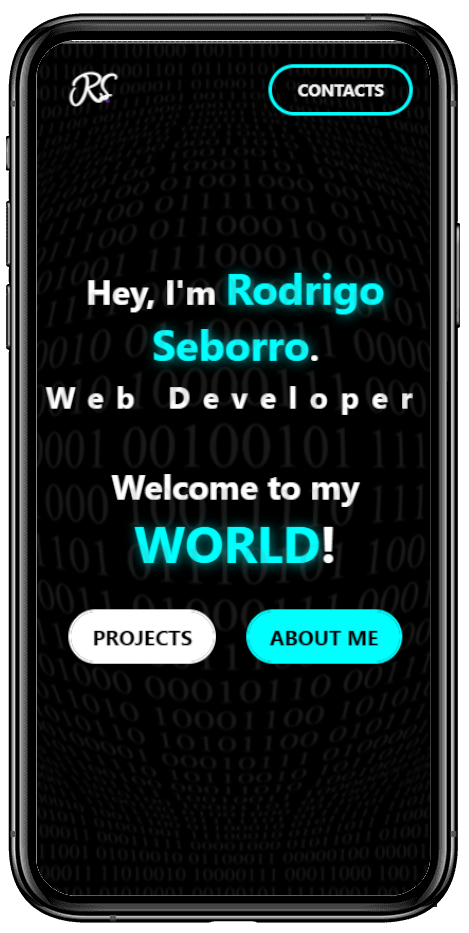 RS
CONTACTS
Hey, I'm Rodrigo
Seborro.
Web Developer
Welcome to my
WORLD!
PROJECTS
ABOUT ME